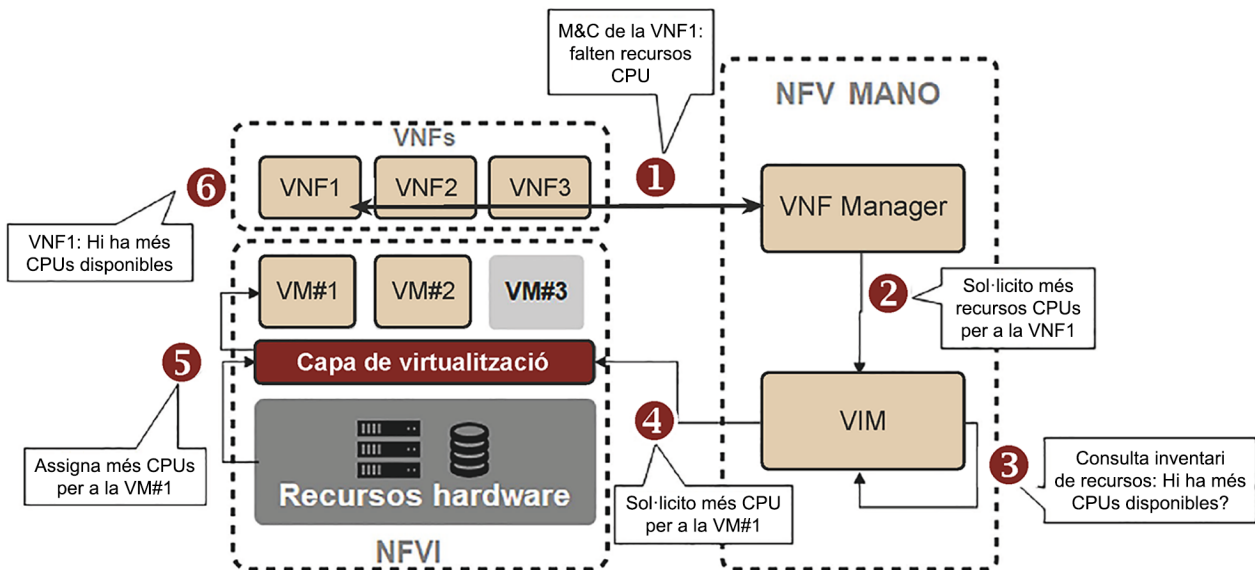 M&C de la VNF1:
falten recursos
CPU
NFV MANO
VNFs
6
VNF1
VNF2
VNF3
1
VNF Manager
VNF1: Hi ha més
CPUs disponibles
VM#1
VM#2
VM#3
2
Sol·licito més
recursos CPUs
per a la VNF1
5
Capa de virtualització
4
VIM
3
Consulta inventari
de recursos: Hi ha més
CPUs disponibles?
Assigna més CPUs
per a la VM#1
Recursos hardware
Sol·licito més CPU
per a la VM#1
NFVI